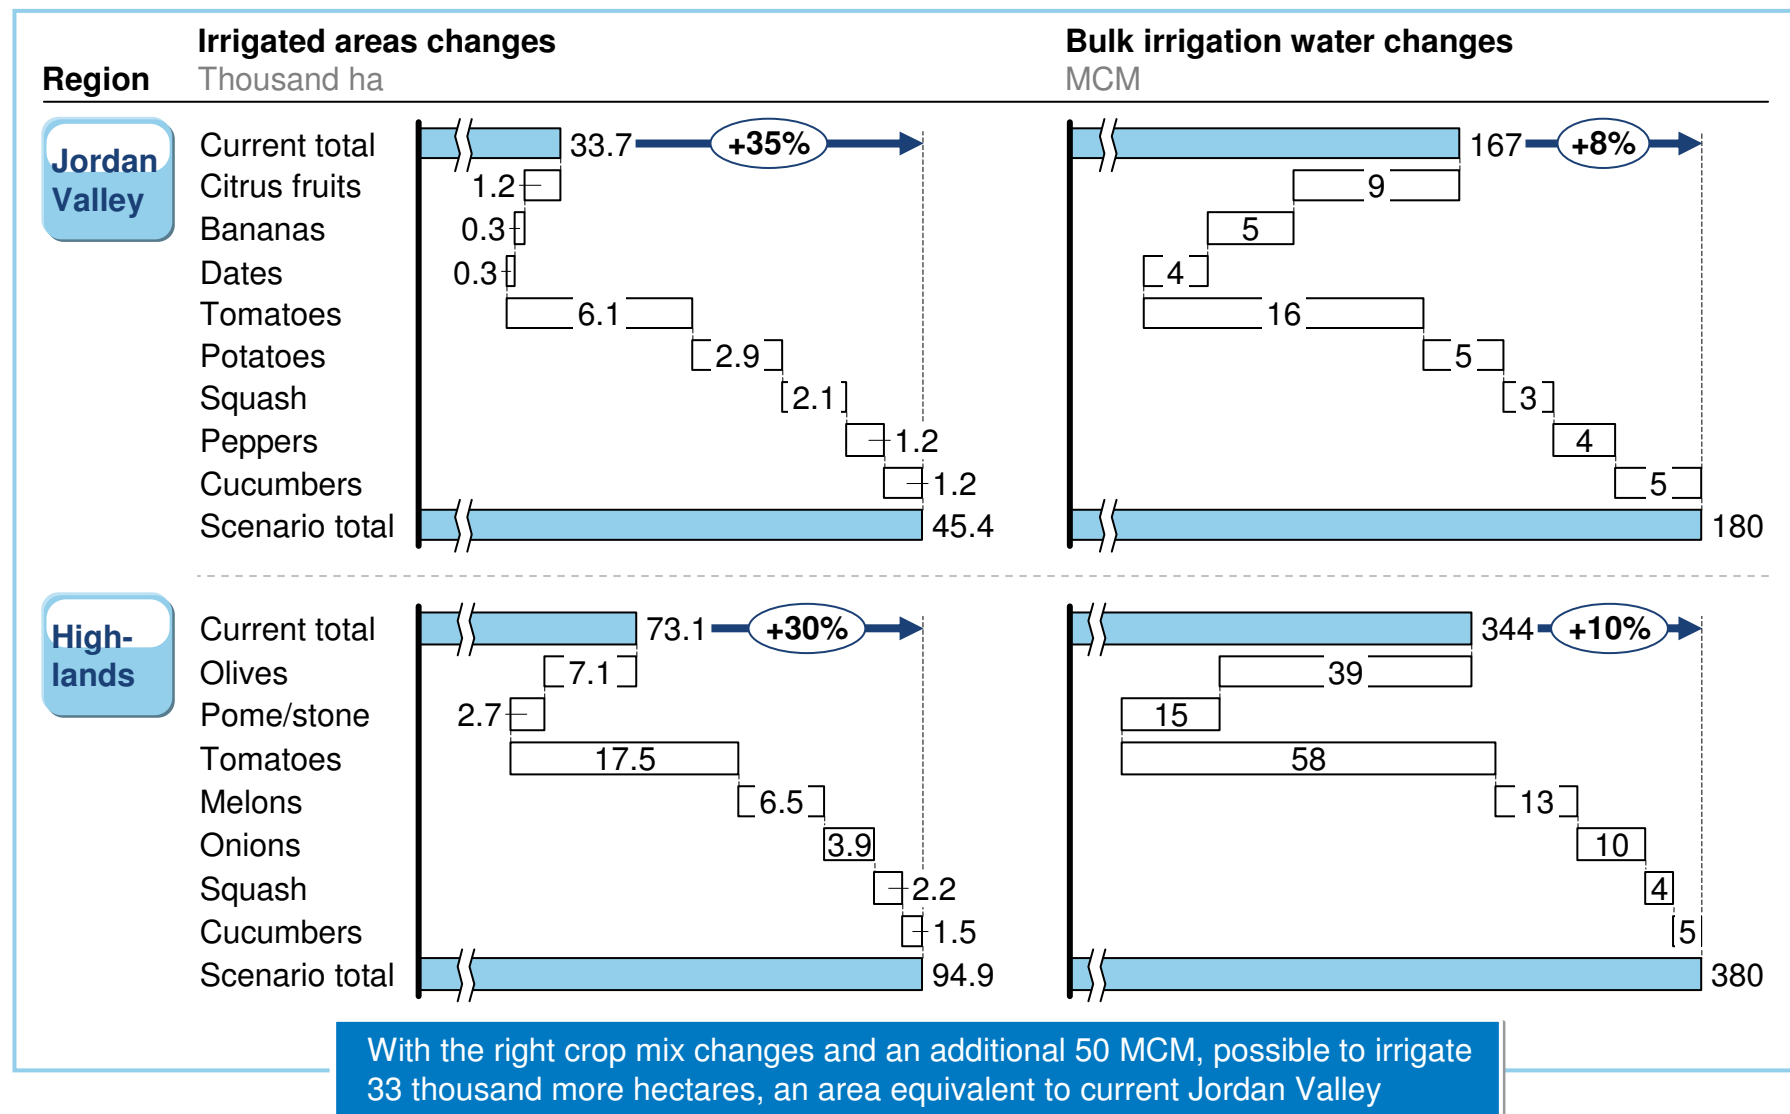 Irrigated areas changes Bulk irrigation water changes
Region Thousand ha MCM
Jordan Valley
Current total 33.7 +35% 167 +8%
Citrus fruits 1.2 9
Bananas 0.3 5
Dates 0.3 4
Tomatoes 6.1 16
Potatoes 2.9 5
Squash 2.1 3
Peppers 1.2 4
Cucumbers 1.2 5
Scenario total 45.4 180
High-
lands
Current total 73.1 +30% 344 +10%
Olives 7.1 39
Pome/stone 2.7 15
Tomatoes 17.5 58
Melons 6.5 13
Onions 3.9 10
Squash 2.2 4
Cucumbers 1.5 5
Scenario total 94.9 380
With the right crop mix changes and an additional 50 MCM, possible to irrigate
33 thousand more hectares, an area equivalent to current Jordan Valley